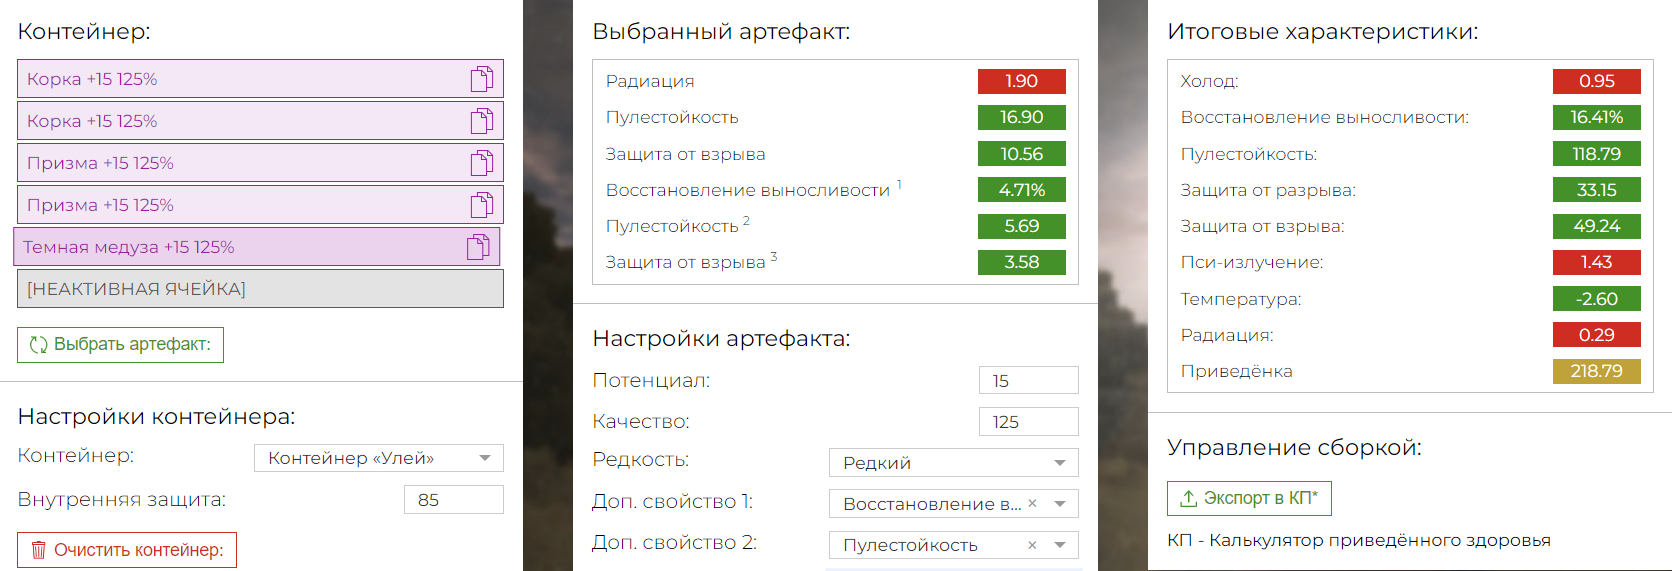 Контейнер:
Корка +15 125%
Корка +15 125%
Призма +15 125%
Призма +15 125%
Темная медуза +15 125%
[НЕАКТИВНАЯ ЯЧЕЙКА]
Выбрать артефакт:
Настройки контейнера:
Контейнер: Контейнер «Улей»
Внутренняя защита: 85
Очистить контейнер:
Выбранный артефакт:
Радиация 1.90
Пулестойкость 16.90
Защита от взрыва 10.56
Восстановление выносливости 1 4.71%
Пулестойкость 2 5.69
Защита от взрыва 3 3.58
Настройки артефакта:
Потенциал: 15
Качество: 125
Редкость: Редкий
Доп. свойство 1: Восстановление в... ×
Доп. свойство 2: Пулестойкость ×
Итоговые характеристики:
Холод: 0.95
Восстановление выносливости: 16.41%
Пулестойкость: 118.79
Защита от разрыва: 33.15
Защита от взрыва: 49.24
Пси-излучение: 1.43
Температура: -2.60
Радиация: 0.29
Приведёнка 218.79
Управление сборкой:
Экспорт в КП*
КП - Калькулятор приведённого здоровья